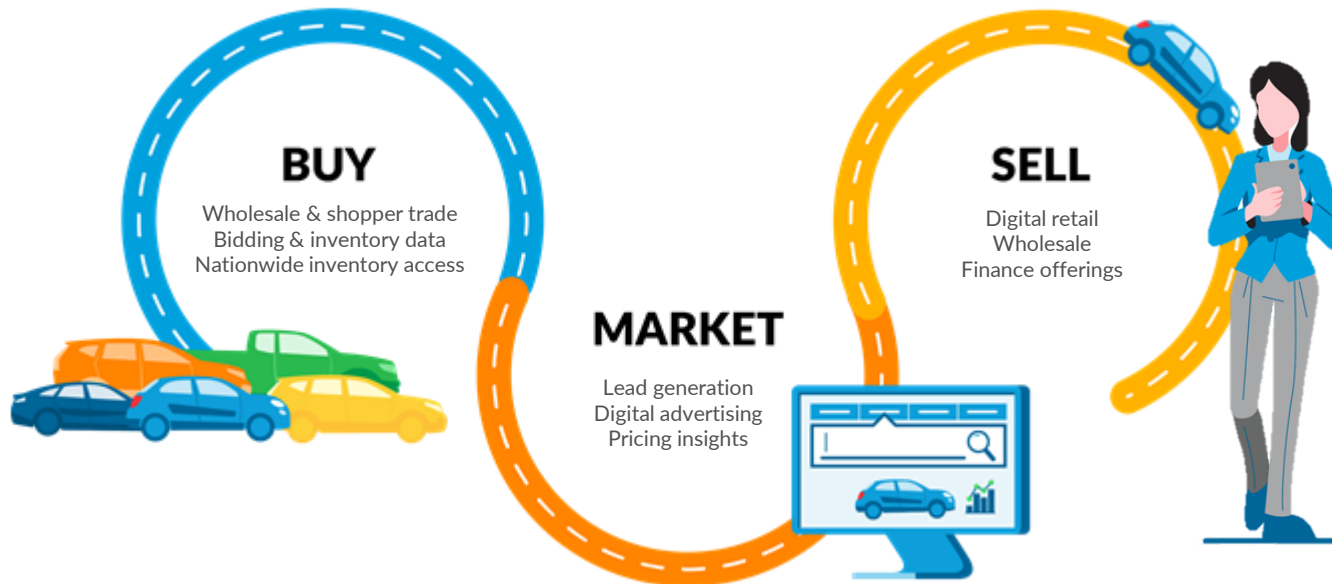 BUY
Wholesale & shopper trade
Bidding & inventory data
Nationwide inventory access
MARKET
Lead generation
Digital advertising
Pricing insights
SELL
Digital retail
Wholesale
Finance offerings